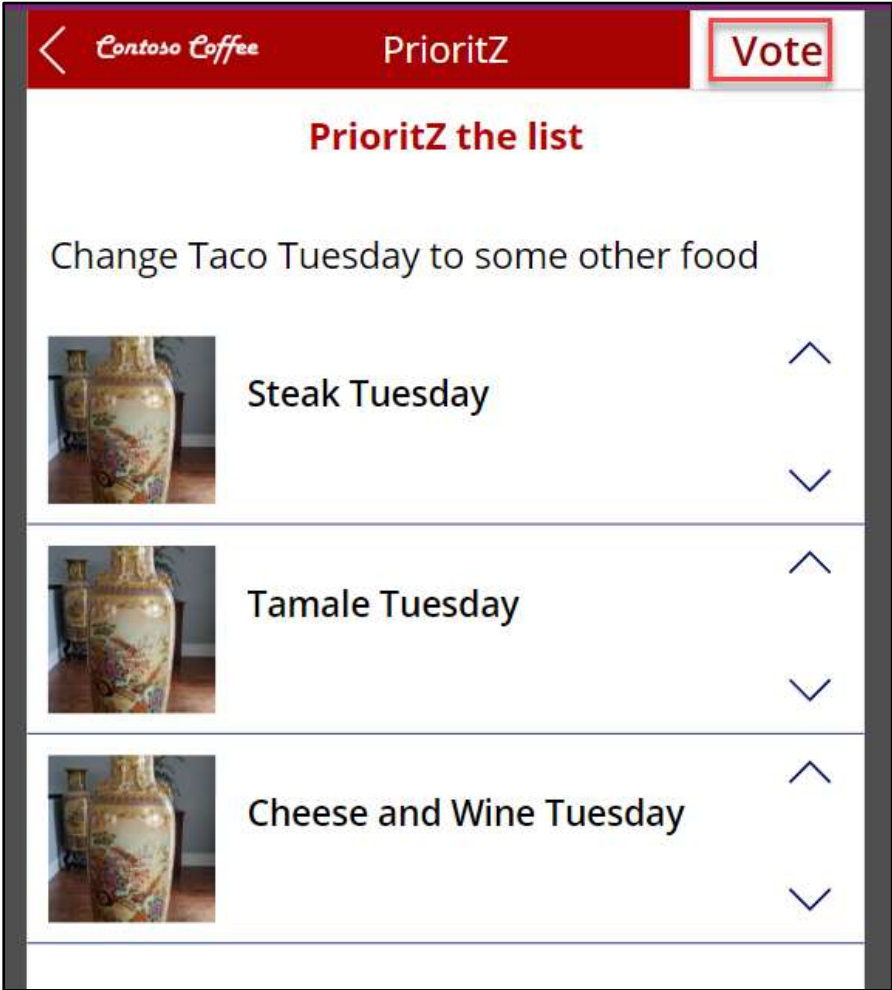 Contoso Coffee PrioritZ Vote
PrioritZ the list
Change Taco Tuesday to some other food
Steak Tuesday
Tamale Tuesday
Cheese and Wine Tuesday